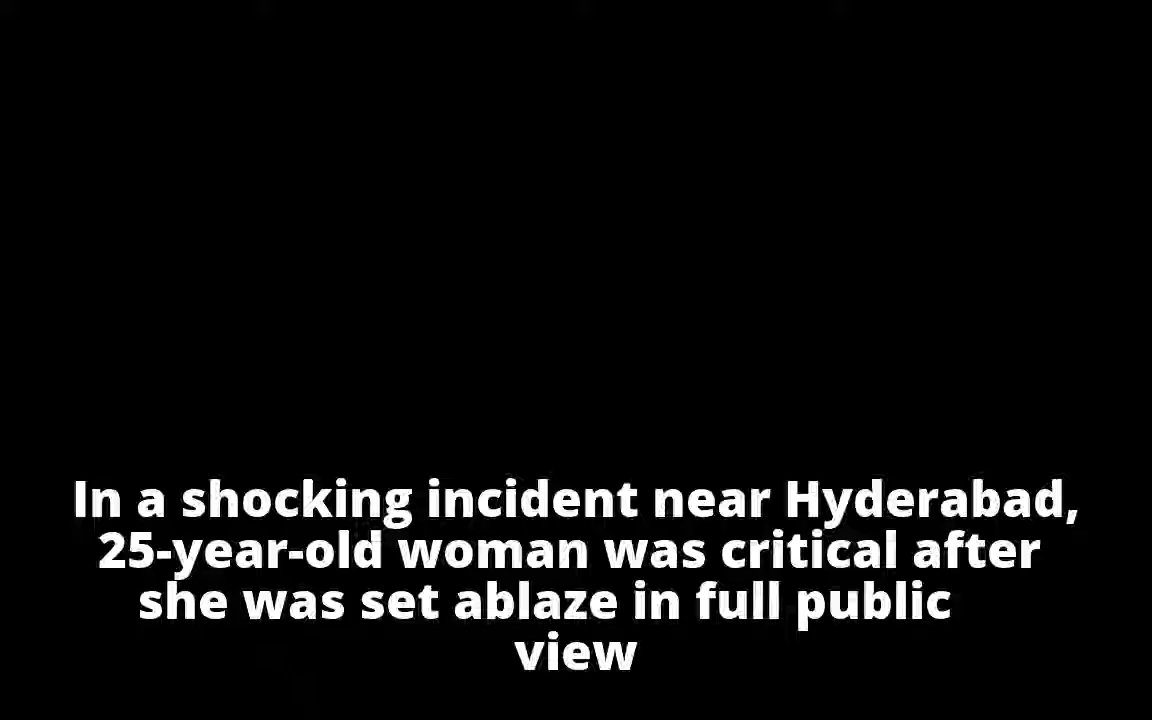 In a shocking incident near Hyderabad,
25-year-old woman was critical after
she was set ablaze in full public
view